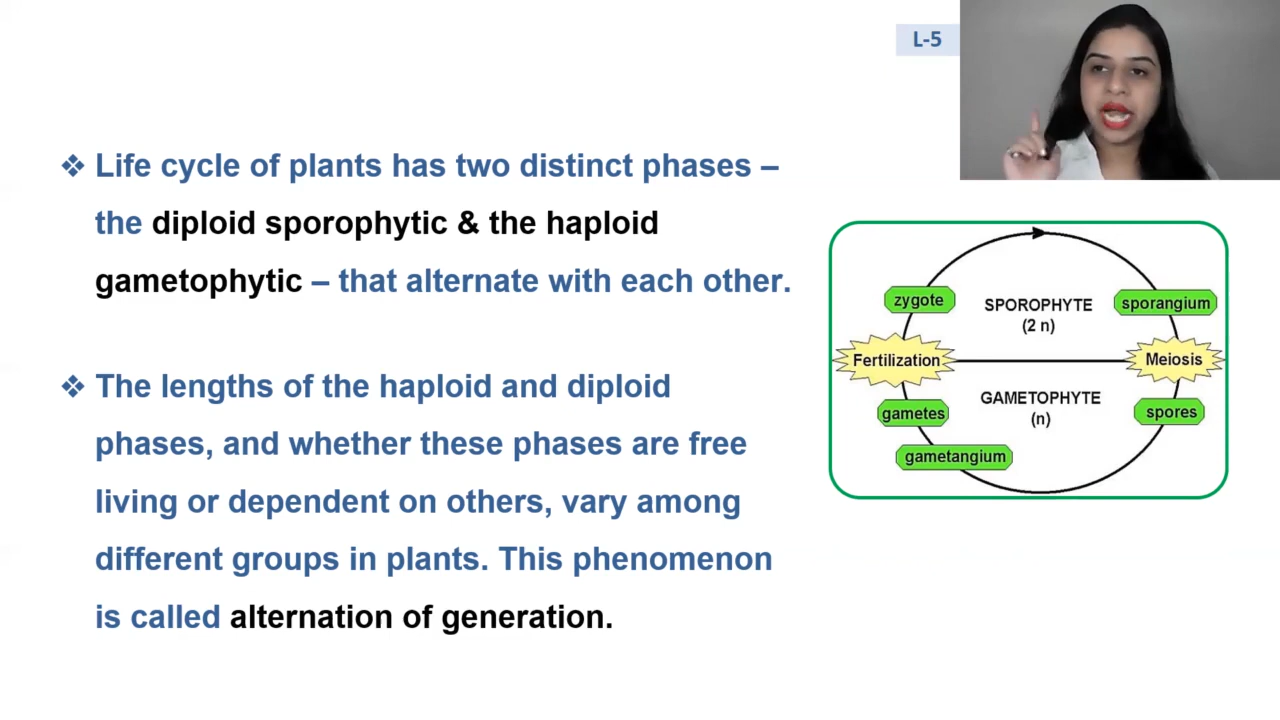 L-5
❖ Life cycle of plants has two distinct phases –
the diploid sporophytic & the haploid
gametophytic – that alternate with each other.
❖ The lengths of the haploid and diploid
phases, and whether these phases are free
living or dependent on others, vary among
different groups in plants. This phenomenon
is called alternation of generation.
zygote
SPOROPHYTE
(2 n)
sporangium
Fertilization
Meiosis
gametes
GAMETOPHYTE
(n)
spores
gametangium